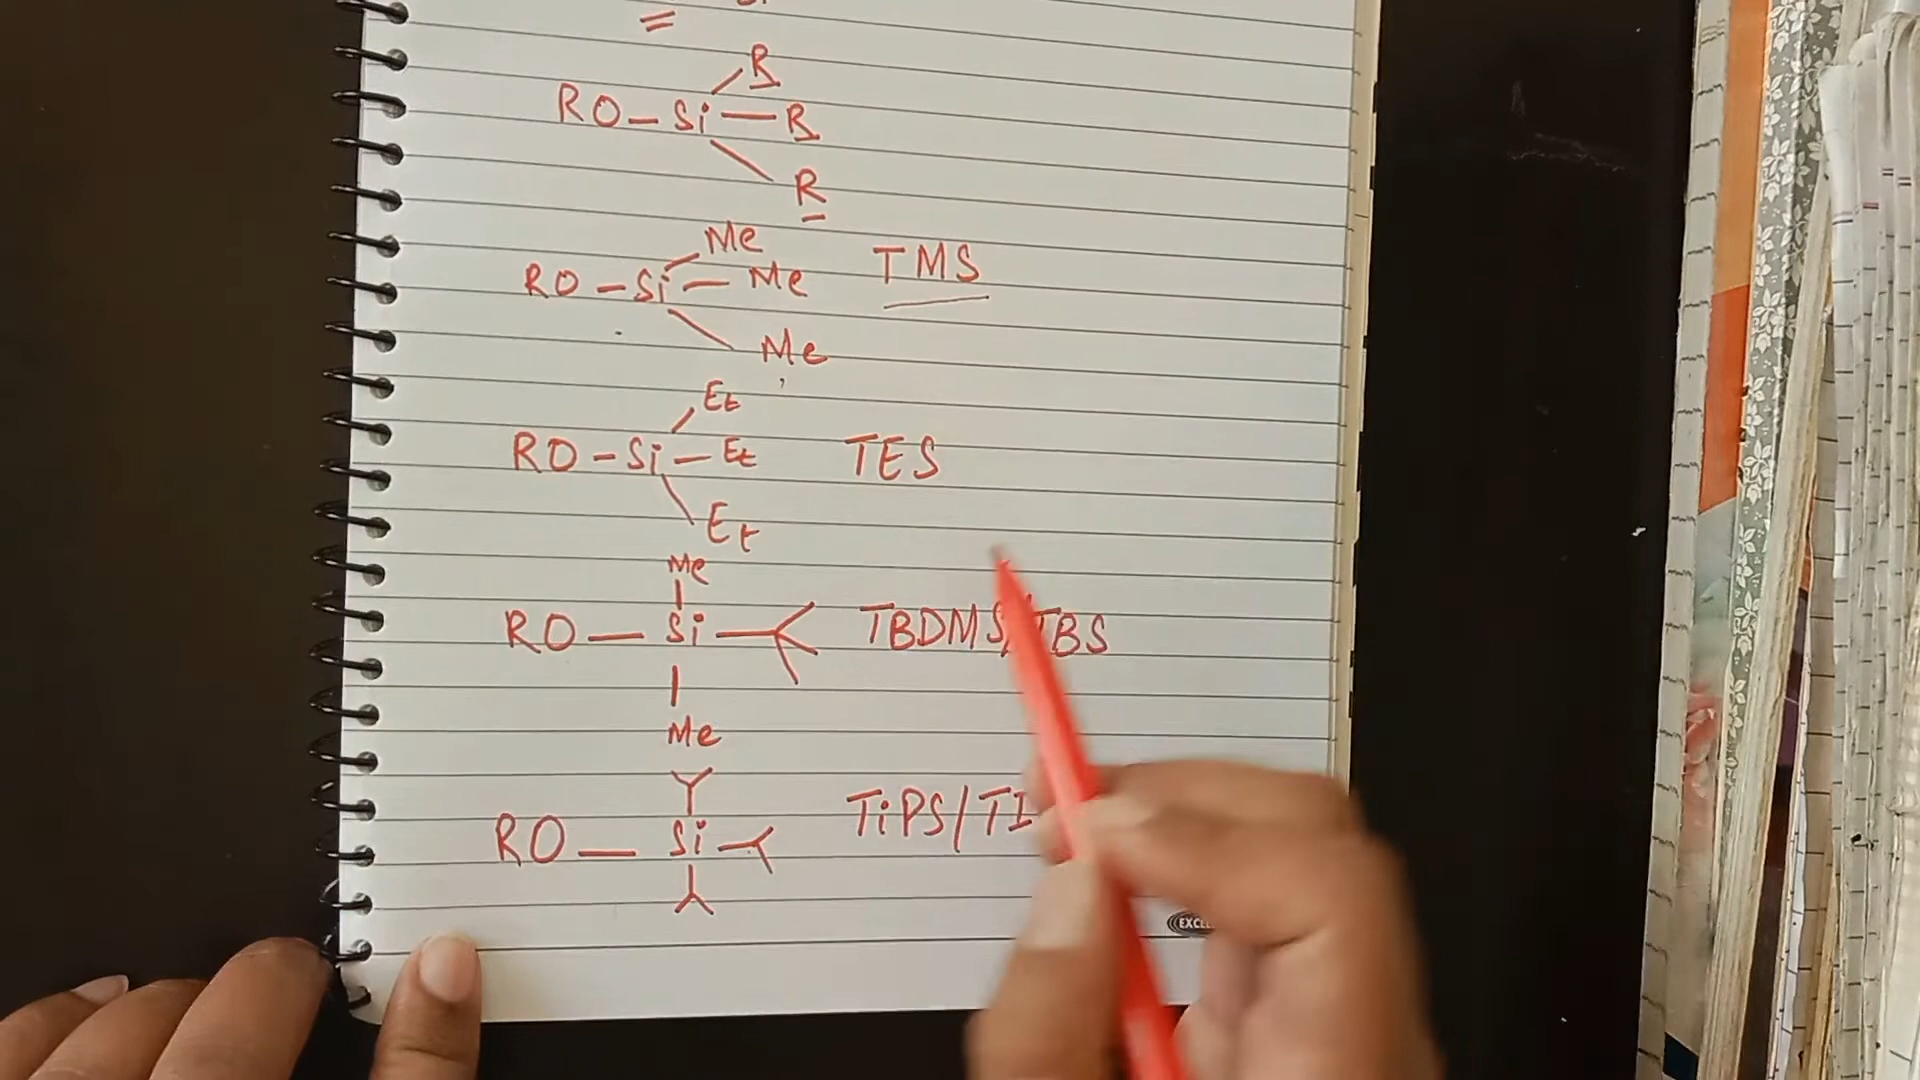 R
RO-Si-R
R
Me
RO-Si-Me TMS
Me
Et
RO-Si-Et TES
Et
Me
RO-Si TBDMS/TBS
Me
RO-Si TiPS/TI